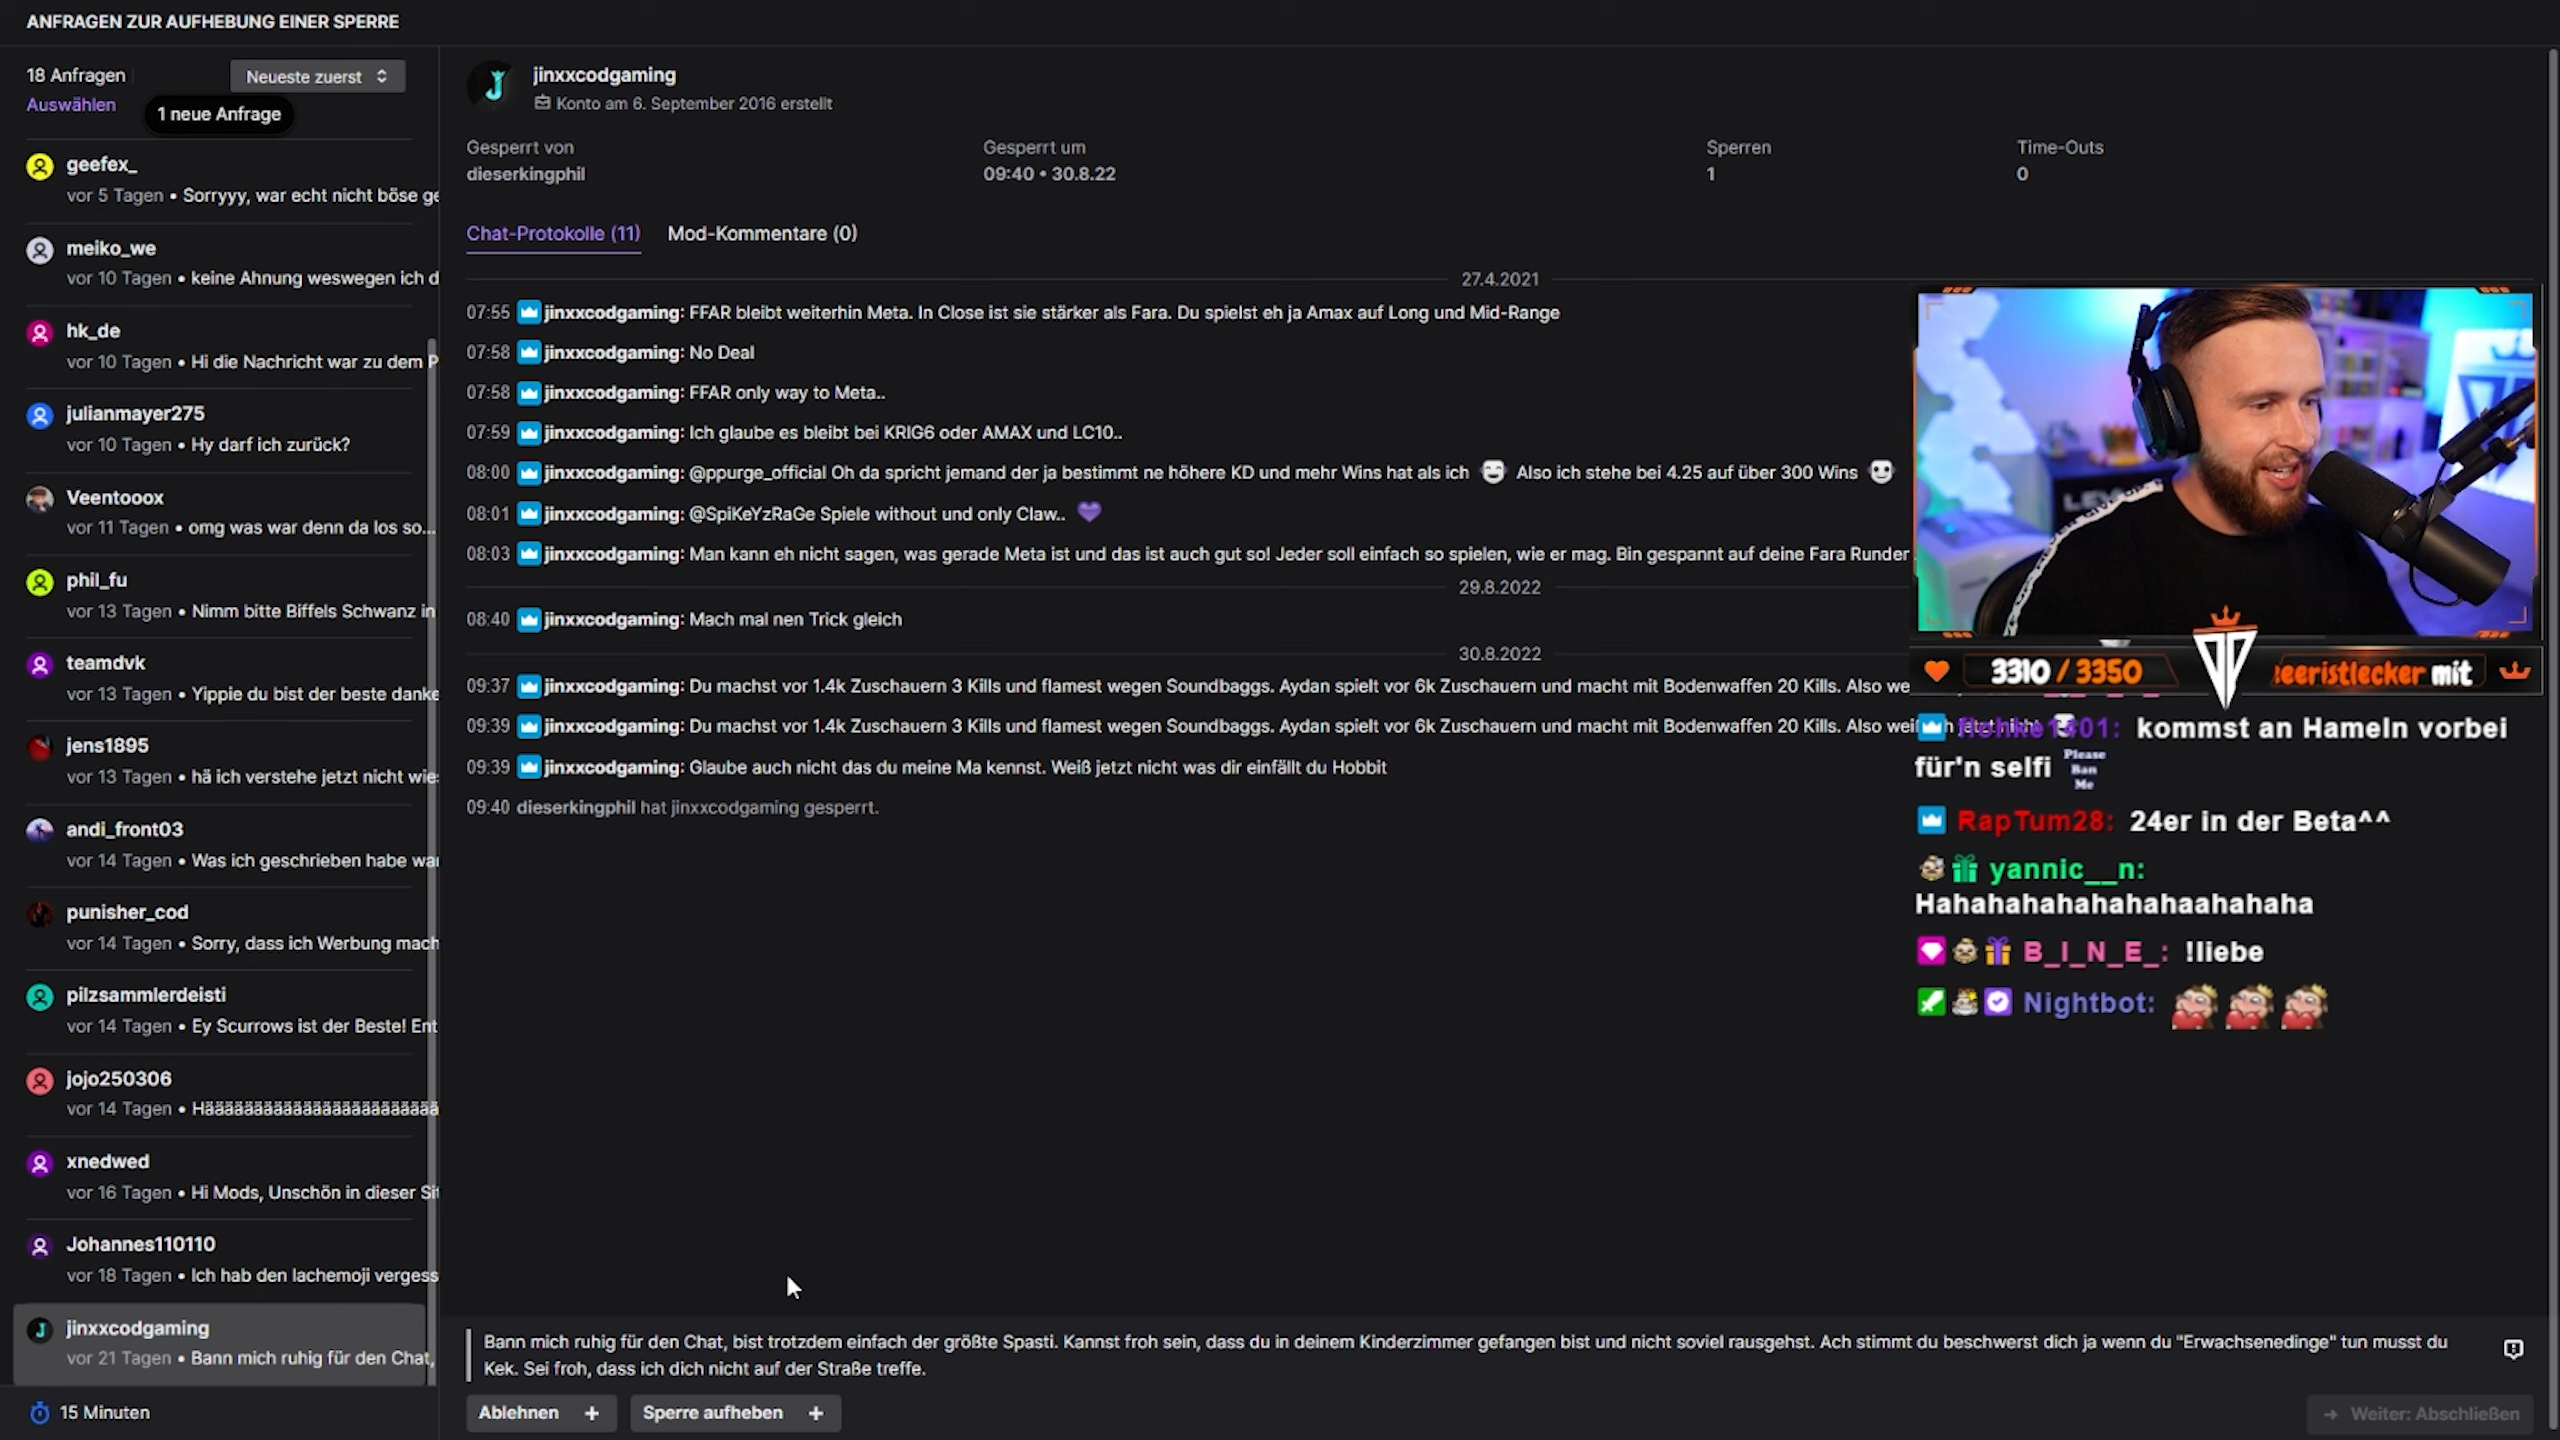 ANFRAGEN ZUR AUFHEBUNG EINER SPERRE
18 Anfragen
Neueste zuerst
Auswählen
1 neue Anfrage
geefex_
vor 5 Tagen • Sorryyy, war echt nicht böse ge
meiko_we
vor 10 Tagen • keine Ahnung weswegen ich d
hk_de
vor 10 Tagen • Hi die Nachricht war zu dem P
julianmayer275
vor 10 Tagen • Hy darf ich zurück?
Veentooox
vor 11 Tagen • omg was war denn da los so...
phil_fu
vor 13 Tagen • Nimm bitte Biffels Schwanz in
teamdvk
vor 13 Tagen • Yippie du bist der beste danke
jens1895
vor 13 Tagen • hä ich verstehe jetzt nicht wie
andi_front03
vor 14 Tagen • Was ich geschrieben habe war
punisher_cod
vor 14 Tagen • Sorry, dass ich Werbung mach
pilzsammlerdeisti
vor 14 Tagen • Ey Scurrows ist der Beste! Ent
jojo250306
vor 14 Tagen • Hääääääääääääääääääääääää
xnedwed
vor 16 Tagen • Hi Mods, Unschön in dieser Sit
Johannes110110
vor 18 Tagen • Ich hab den lachemoji vergess
jinxxcodgaming
vor 21 Tagen • Bann mich ruhig für den Chat,
15 Minuten
jinxxcodgaming
Konto am 6. September 2016 erstellt
Gesperrt von
dieserkingphil
Gesperrt um
09:40 • 30.8.22
Sperren
1
Time-Outs
0
Chat-Protokolle (11)
Mod-Kommentare (0)
27.4.2021
07:55 jinxxcodgaming: FFAR bleibt weiterhin Meta. In Close ist sie stärker als Fara. Du spielst eh ja Amax auf Long und Mid-Range
07:58 jinxxcodgaming: No Deal
07:58 jinxxcodgaming: FFAR only way to Meta..
07:59 jinxxcodgaming: Ich glaube es bleibt bei KRIG6 oder AMAX und LC10..
08:00 jinxxcodgaming: @ppurge_official Oh da spricht jemand der ja bestimmt ne höhere KD und mehr Wins hat als ich Also ich stehe bei 4.25 auf über 300 Wins
08:01 jinxxcodgaming: @SpiKeYzRaGe Spiele without und only Claw..
08:03 jinxxcodgaming: Man kann eh nicht sagen, was gerade Meta ist und das ist auch gut so! Jeder soll einfach so spielen, wie er mag. Bin gespannt auf deine Fara Runden
29.8.2022
08:40 jinxxcodgaming: Mach mal nen Trick gleich
30.8.2022
09:37 jinxxcodgaming: Du machst vor 1.4k Zuschauern 3 Kills und flamest wegen Soundbaggs. Aydan spielt vor 6k Zuschauern und macht mit Bodenwaffen 20 Kills. Also we
09:39 jinxxcodgaming: Du machst vor 1.4k Zuschauern 3 Kills und flamest wegen Soundbaggs. Aydan spielt vor 6k Zuschauern und macht mit Bodenwaffen 20 Kills. Also wei
09:39 jinxxcodgaming: Glaube auch nicht das du meine Ma kennst. Weiß jetzt nicht was dir einfällt du Hobbit
09:40 dieserkingphil hat jinxxcodgaming gesperrt.
3310 / 3350
eeristlecker mit
kommst an Hameln vorbei
für'n selfi Please Ban Me
RapTum28: 24er in der Beta^^
yannic__n:
Hahahahahahahahaahahaha
B_I_N_E_: !liebe
Nightbot:
Bann mich ruhig für den Chat, bist trotzdem einfach der größte Spasti. Kannst froh sein, dass du in deinem Kinderzimmer gefangen bist und nicht soviel rausgehst. Ach stimmt du beschwerst dich ja wenn du "Erwachsenedinge" tun musst du
Kek. Sei froh, dass ich dich nicht auf der Straße treffe.
Ablehnen +
Sperre aufheben +
Weiter: Abschließen